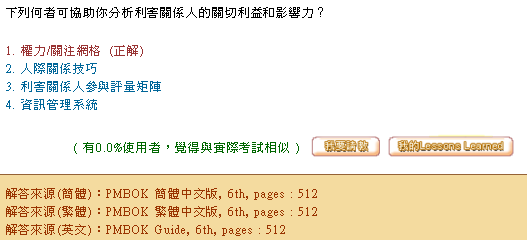 下列何者可協助你分析利害關係人的關切利益和影響力？
1. 權力/關注網格 (正解)
2. 人際關係技巧
3. 利害關係人參與評量矩陣
4. 資訊管理系統
( 有0.0%使用者，覺得與實際考試相似 ) 我要請教 我的Lessons Learned
解答來源(簡體)：PMBOK 簡體中文版, 6th, pages : 512
解答來源(繁體)：PMBOK 繁體中文版, 6th, pages : 512
解答來源(英文)：PMBOK Guide, 6th, pages : 512